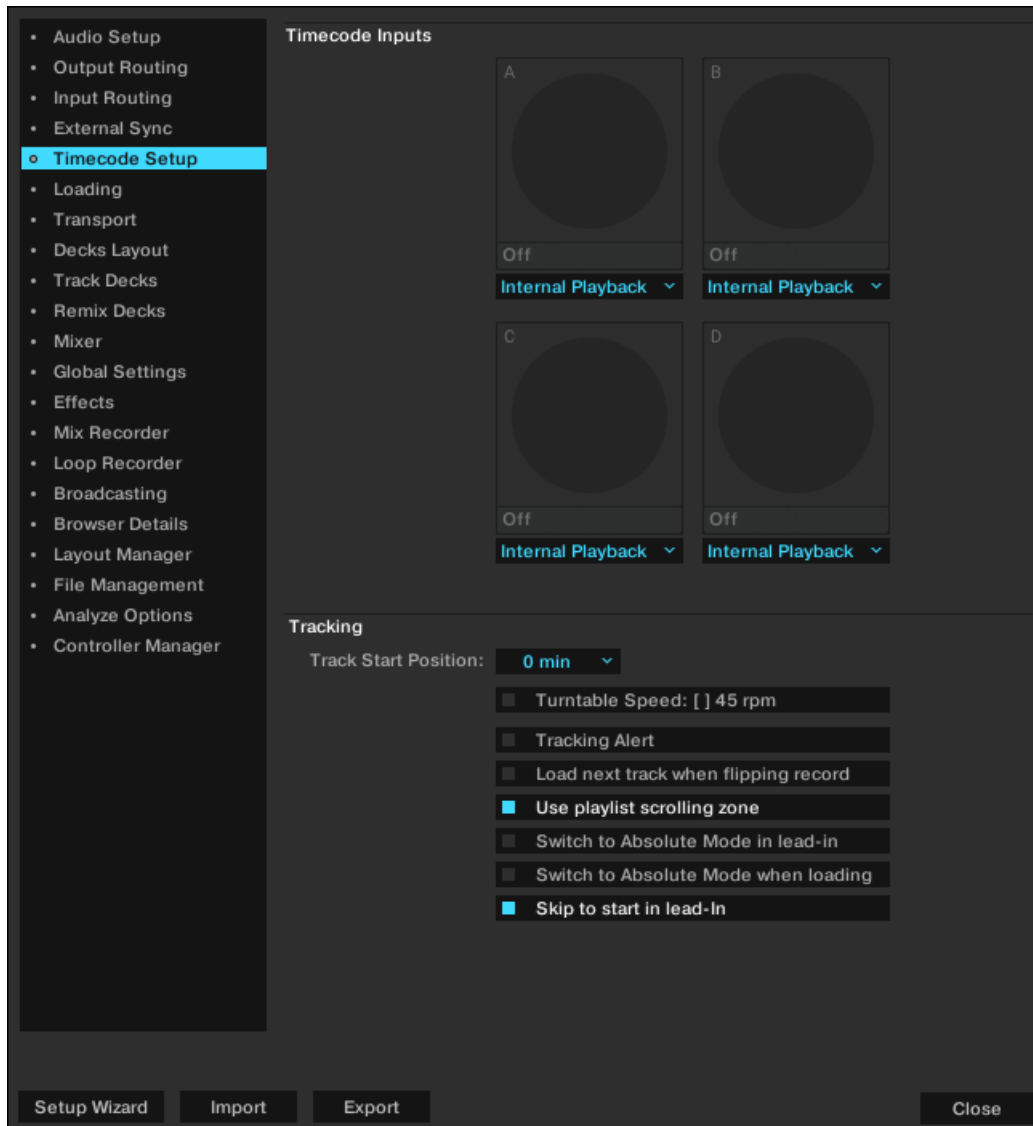 Audio Setup
Output Routing
Input Routing
External Sync
Timecode Setup
Loading
Transport
Decks Layout
Track Decks
Remix Decks
Mixer
Global Settings
Effects
Mix Recorder
Loop Recorder
Broadcasting
Browser Details
Layout Manager
File Management
Analyze Options
Controller Manager
Timecode Inputs
A B
Off Off
Internal Playback Internal Playback
C D
Off Off
Internal Playback Internal Playback
Tracking
Track Start Position: 0 min
Turntable Speed: [ ] 45 rpm
Tracking Alert
Load next track when flipping record
Use playlist scrolling zone
Switch to Absolute Mode in lead-in
Switch to Absolute Mode when loading
Skip to start in lead-In
Setup Wizard Import Export Close